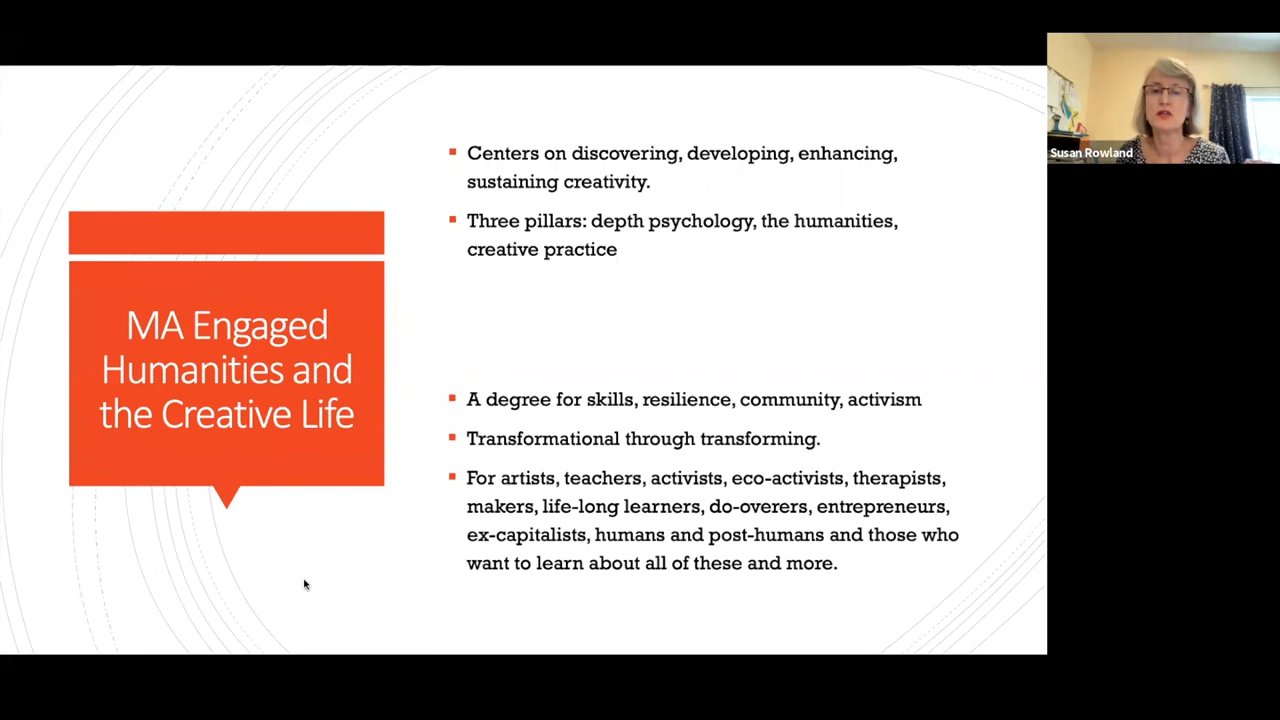 MA Engaged
Humanities and
the Creative Life
Centers on discovering, developing, enhancing,
sustaining creativity.
Three pillars: depth psychology, the humanities,
creative practice
A degree for skills, resilience, community, activism
Transformational through transforming.
For artists, teachers, activists, eco-activists, therapists,
makers, life-long learners, do-overers, entrepreneurs,
ex-capitalists, humans and post-humans and those who
want to learn about all of these and more.
Susan Rowland